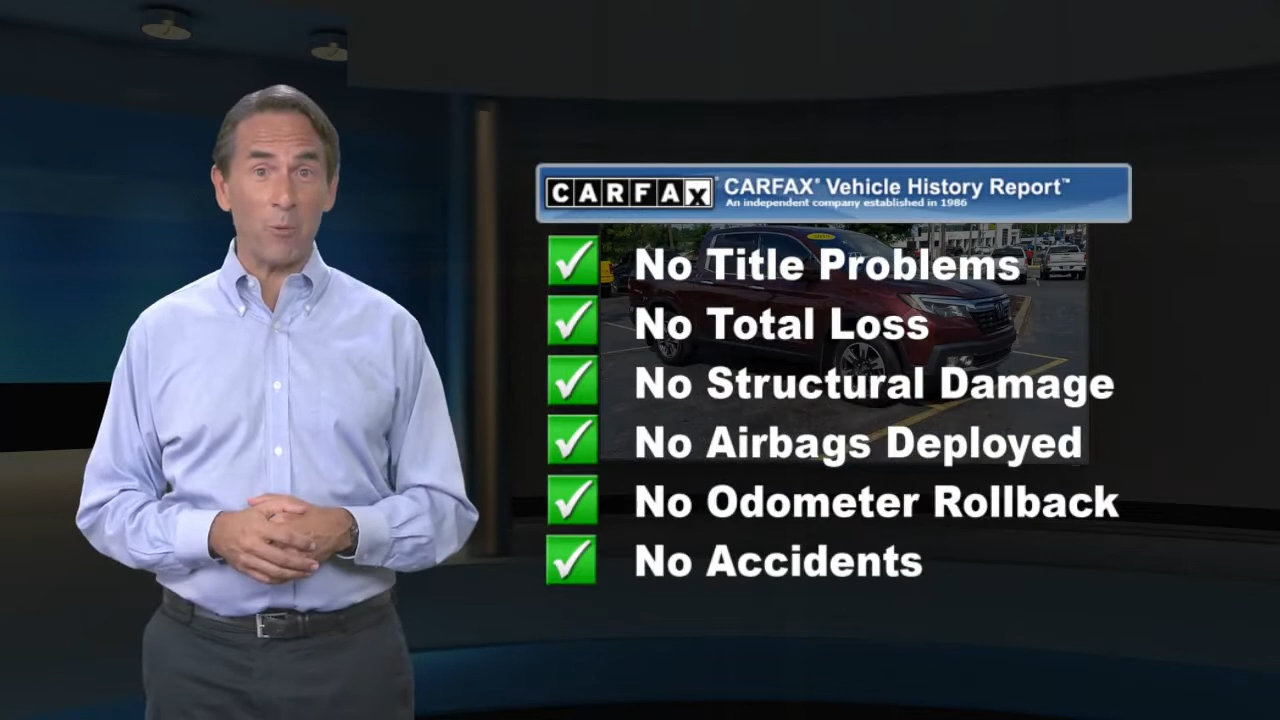 CARFAX
CARFAX® Vehicle History Report™
An independent company established in 1986
No Title Problems
No Total Loss
No Structural Damage
No Airbags Deployed
No Odometer Rollback
No Accidents